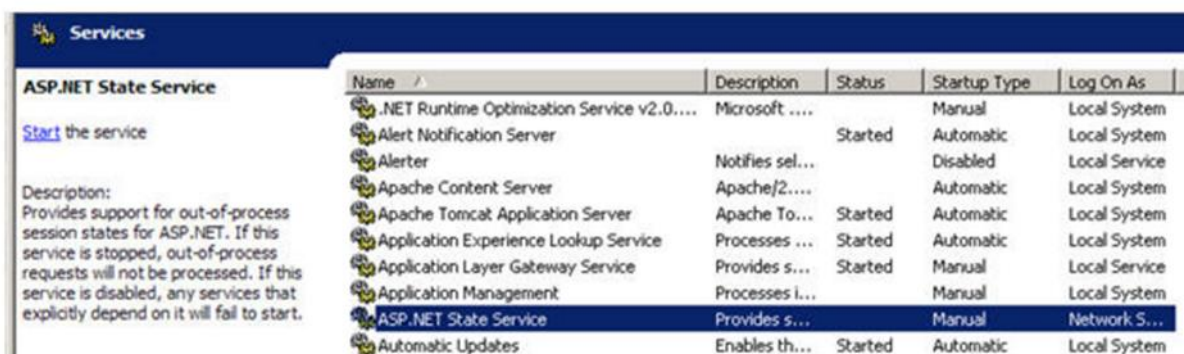 Services
ASP.NET State Service
Start the service
Description:
Provides support for out-of-process
session states for ASP.NET. If this
service is stopped, out-of-process
requests will not be processed. If this
service is disabled, any services that
explicitly depend on it will fail to start.
Name Description Status Startup Type Log On As
.NET Runtime Optimization Service v2.0.... Microsoft .... Manual Local System
Alert Notification Server Started Automatic Local System
Alerter Notifies sel... Disabled Local Service
Apache Content Server Apache/2.... Automatic Local System
Apache Tomcat Application Server Apache To... Started Automatic Local System
Application Experience Lookup Service Processes ... Started Automatic Local System
Application Layer Gateway Service Provides s... Started Manual Local Service
Application Management Processes i... Manual Local System
ASP.NET State Service Provides s... Manual Network S...
Automatic Updates Enables th... Started Automatic Local System